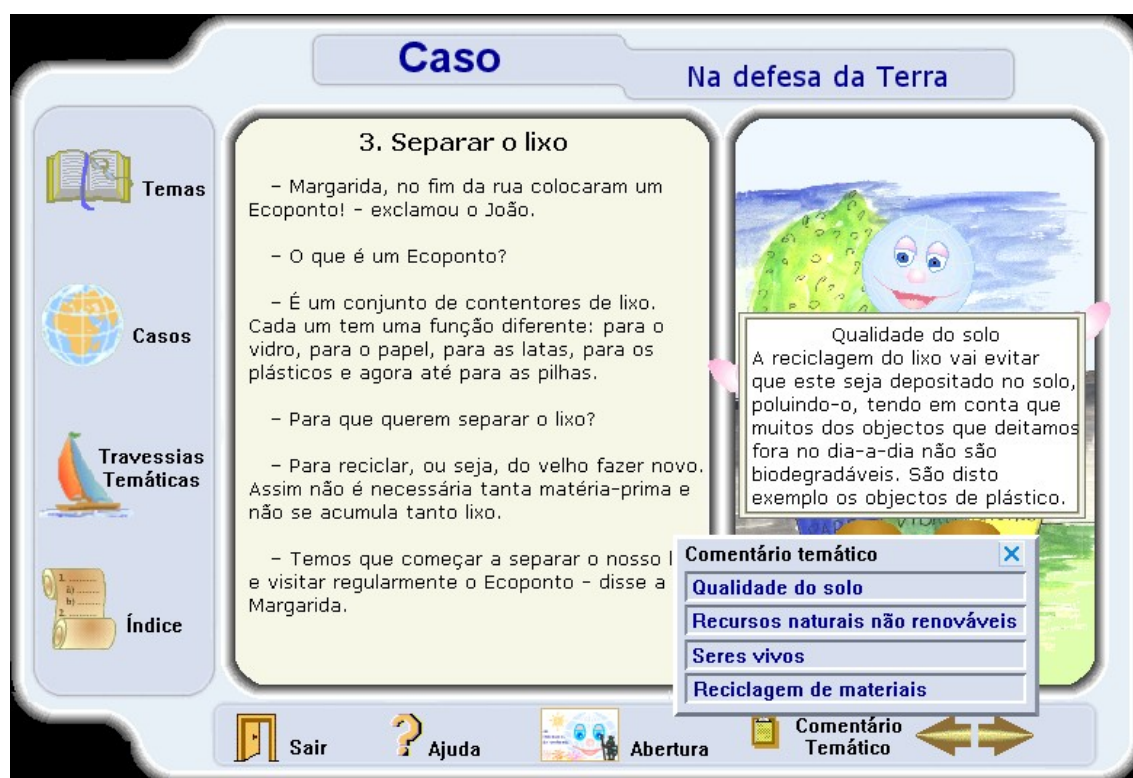 Caso
Na defesa da Terra
Temas
Casos
Travessias
Temáticas
Índice
3. Separar o lixo
– Margarida, no fim da rua colocaram um
Ecoponto! – exclamou o João.
– O que é um Ecoponto?
– É um conjunto de contentores de lixo.
Cada um tem uma função diferente: para o
vidro, para o papel, para as latas, para os
plásticos e agora até para as pilhas.
– Para que querem separar o lixo?
– Para reciclar, ou seja, do velho fazer novo.
Assim não é necessária tanta matéria-prima e
não se acumula tanto lixo.
– Temos que começar a separar o nosso l
e visitar regularmente o Ecoponto – disse a
Margarida.
Qualidade do solo
A reciclagem do lixo vai evitar
que este seja depositado no solo,
poluindo-o, tendo em conta que
muitos dos objectos que deitamos
fora no dia-a-dia não são
biodegradáveis. São disto
exemplo os objectos de plástico.
Comentário temático
Qualidade do solo
Recursos naturais não renováveis
Seres vivos
Reciclagem de materiais
Sair
Ajuda
Abertura
Comentário
Temático